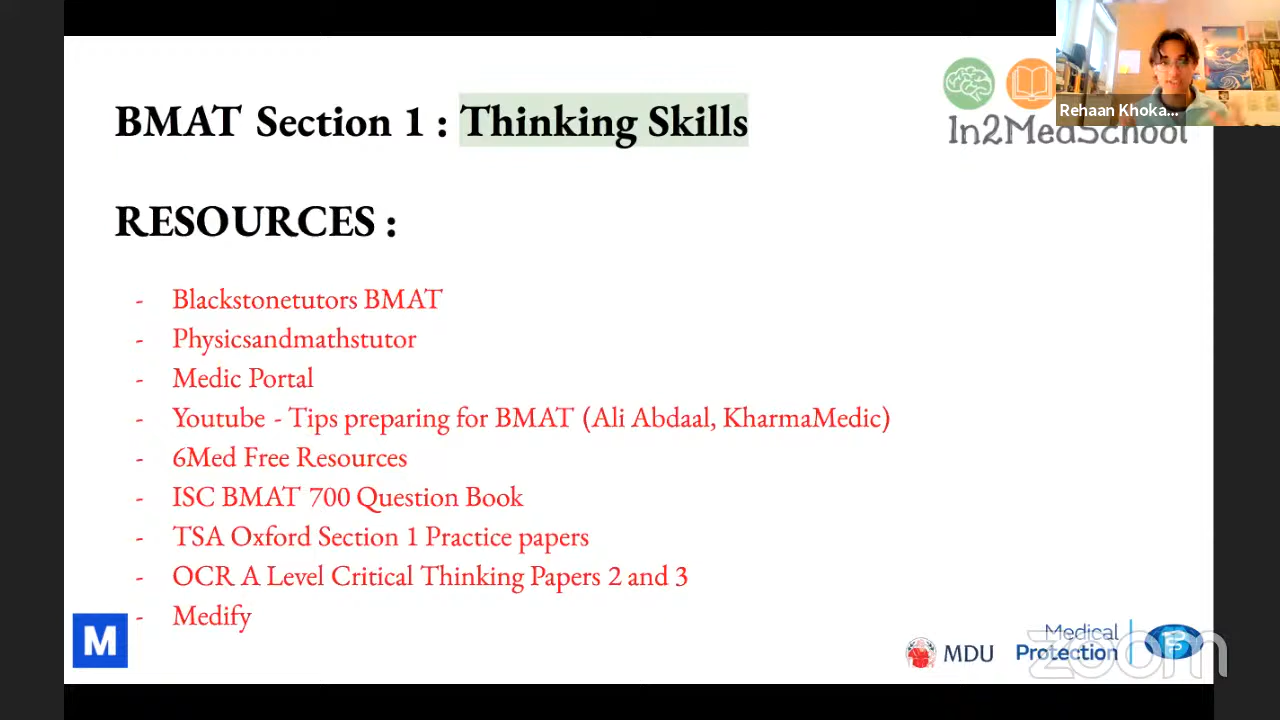 BMAT Section 1 : Thinking Skills
In2MedSchool
Rehaan Khoka...
RESOURCES :
- Blackstonetutors BMAT
- Physicsandmathstutor
- Medic Portal
- Youtube - Tips preparing for BMAT (Ali Abdaal, KharmaMedic)
- 6Med Free Resources
- ISC BMAT 700 Question Book
- TSA Oxford Section 1 Practice papers
- OCR A Level Critical Thinking Papers 2 and 3
- Medify
M
MDU
Medical
Protection
zoom